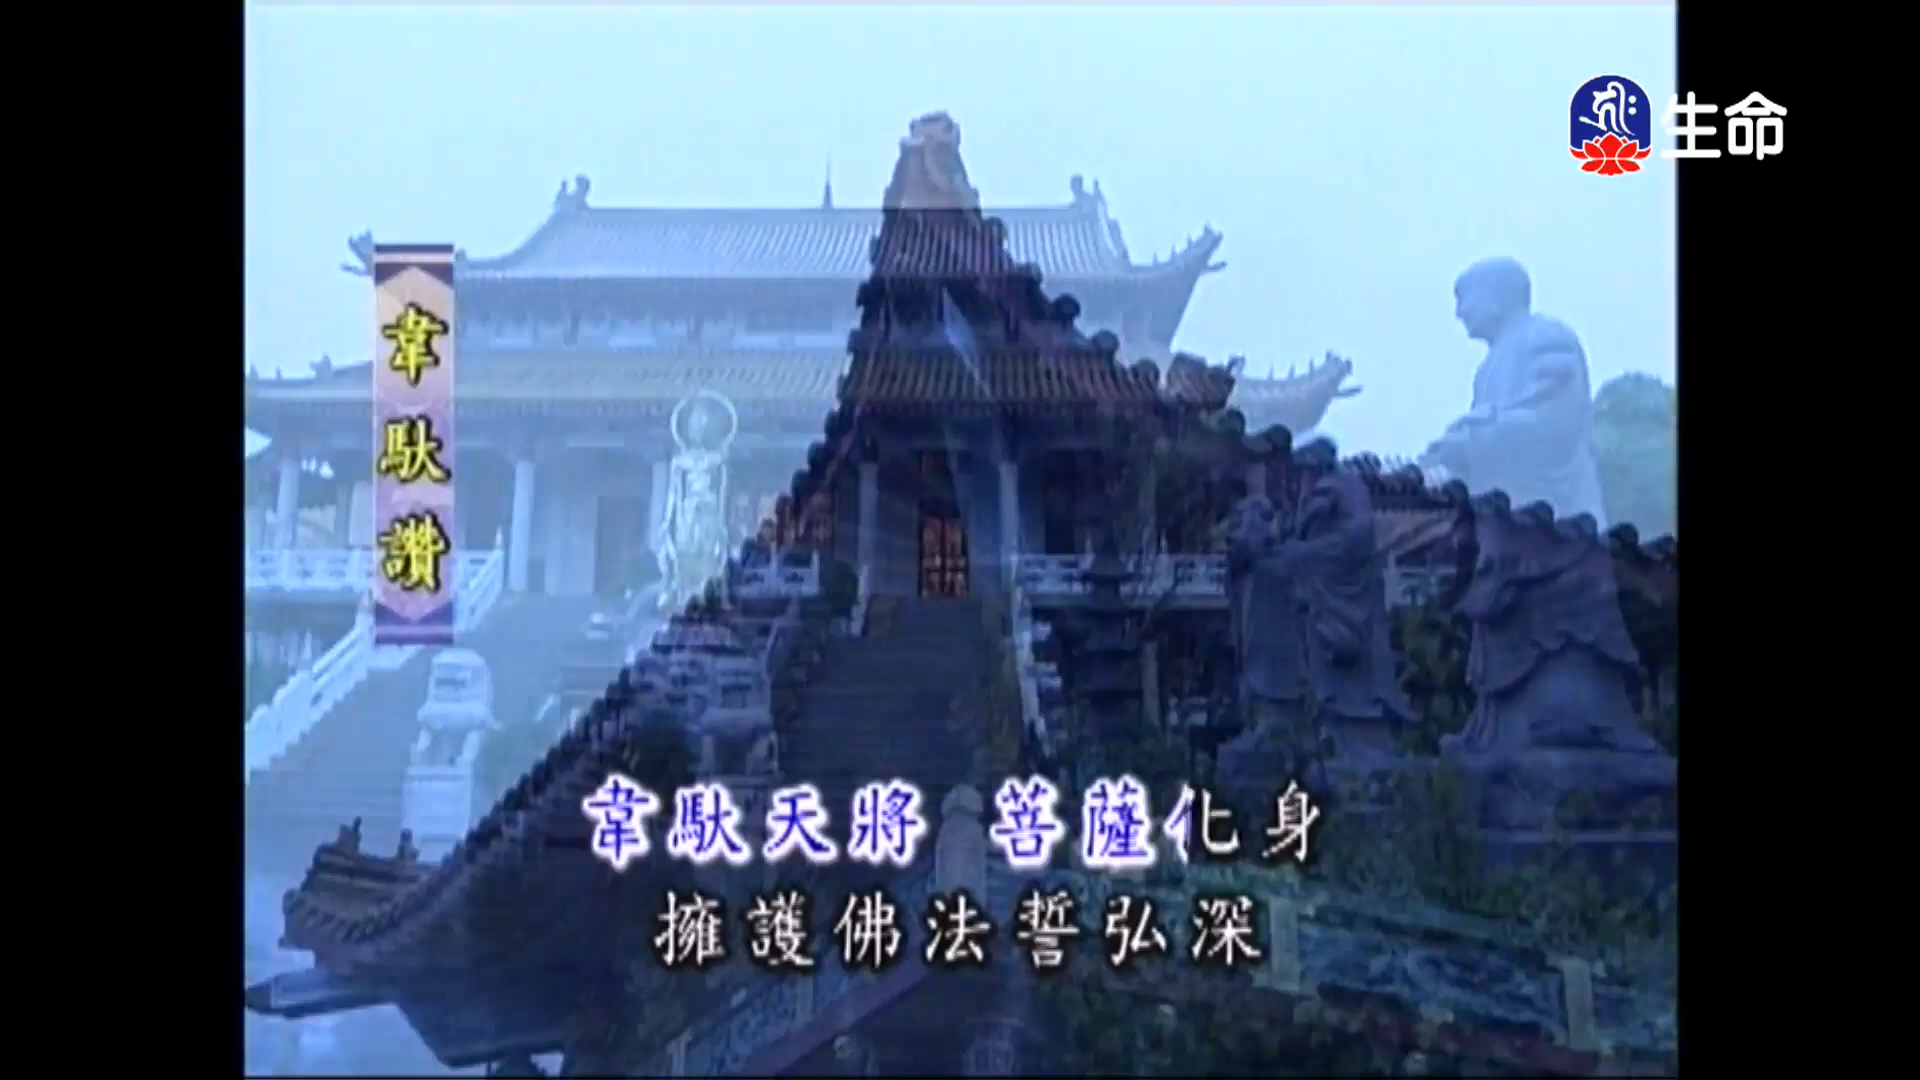 生命
韋馱讚
韋馱天將 菩薩化身
擁護佛法誓弘深